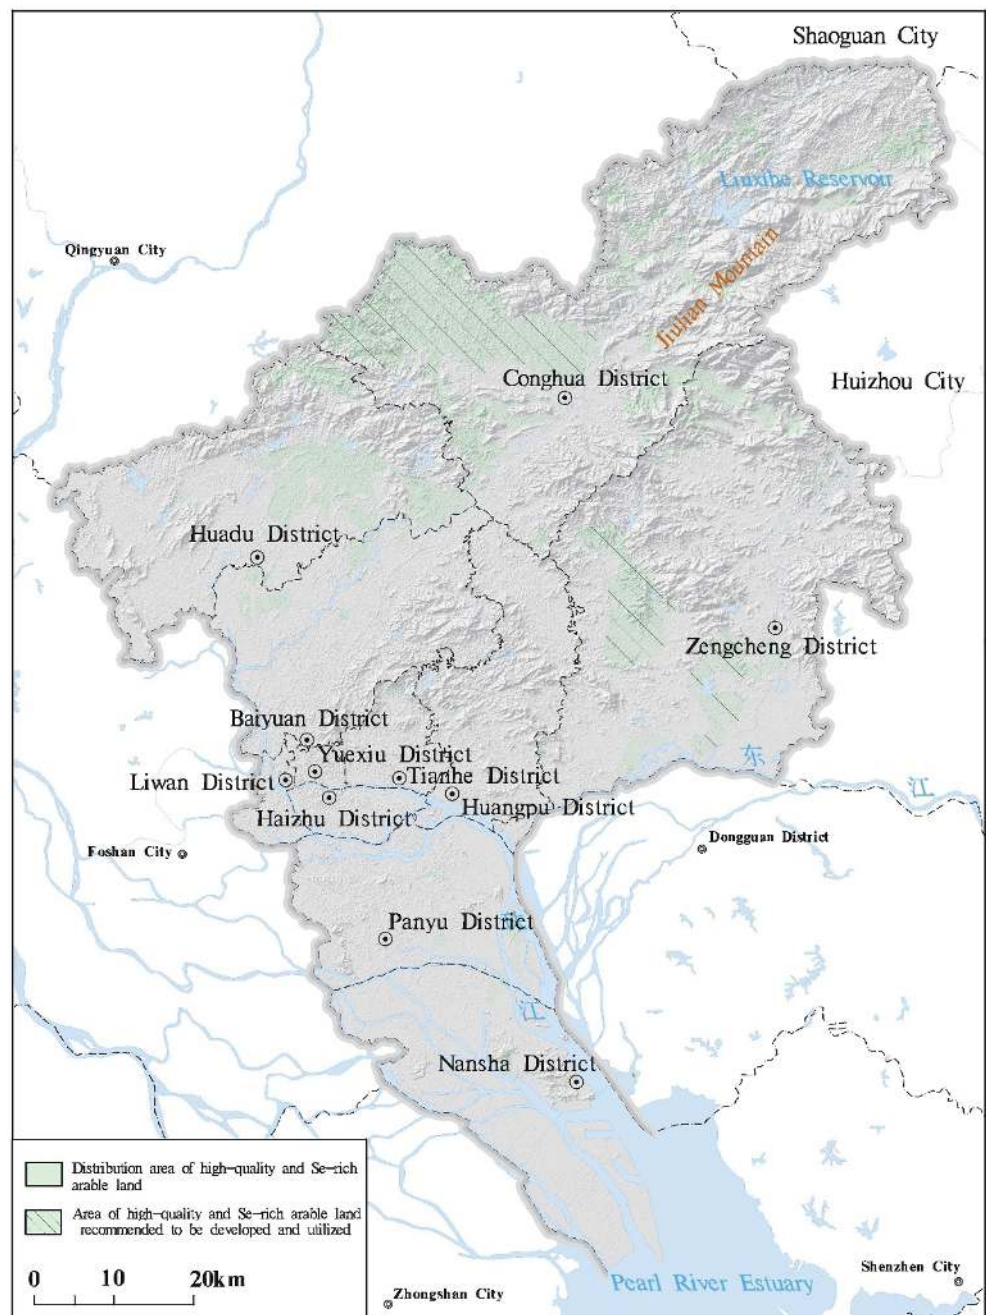 Shaoguan City
Liuxihe Reservoir
Qingyuan City
Jiulian Mountain
Conghua District
Huizhou City
Huadu District
Zengcheng District
Baiyuan District
Yuexiu District
东
Liwan District
Tianhe District
江
Haizhu District
Huangpu District
Foshan City
Dongguan District
Panyu District
江
Nansha District
Distribution area of high-quality and Se-rich
arable land
Area of high-quality and Se-rich arable land
recommended to be developed and utilized
0 10 20km
Pearl River Estuary
Shenzhen City
Zhongshan City